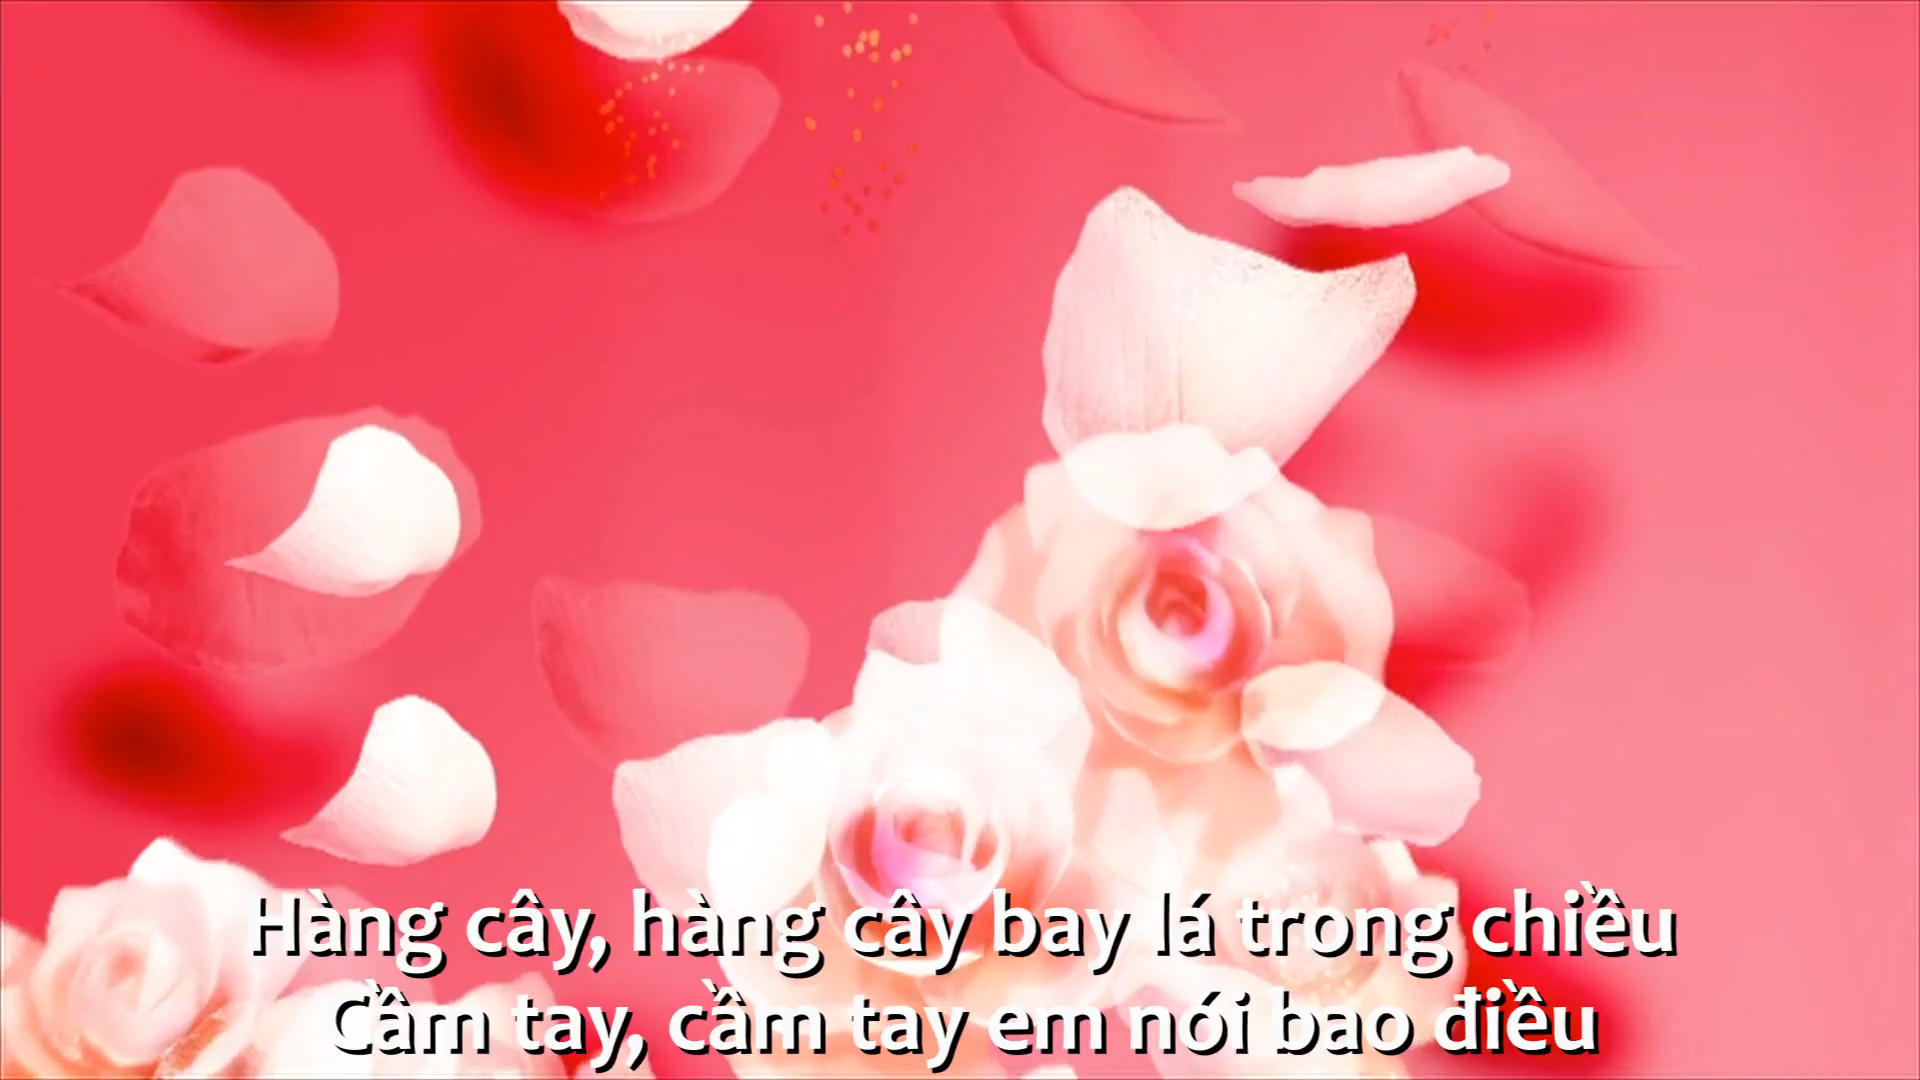 Hàng cây, hàng cây bay lá trong chiều
Cầm tay, cầm tay em nói bao điều